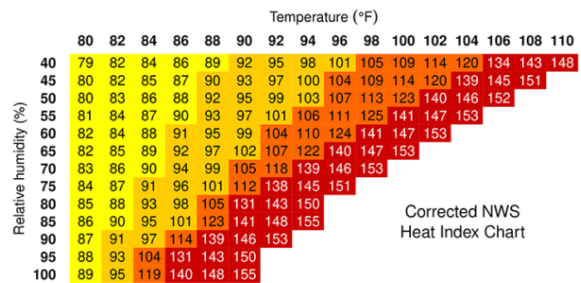 Temperature (°F)
80 82 84 86 88 90 92 94 96 98 100 102 104 106 108 110
40 79 82 84 86 89 92 95 98 101 105 109 114 120 134 143 148
45 80 82 84 87 90 93 97 100 104 109 114 120 139 145 151
50 80 83 86 88 92 95 99 103 107 113 123 140 146 152
55 81 84 87 90 93 97 101 106 111 125 141 147 153
60 82 84 88 91 95 99 104 110 124 141 147 153
65 82 85 89 92 97 102 107 122 140 147 153
70 83 86 90 94 99 105 118 139 146 153
75 84 87 91 96 101 112 138 145 151
80 85 88 93 98 105 131 143 150
85 86 90 95 101 123 141 148 155
90 87 91 97 114 139 146 153
95 88 93 104 131 143 150
100 89 95 119 140 148 155
Relative humidity (%)
Corrected NWS
Heat Index Chart